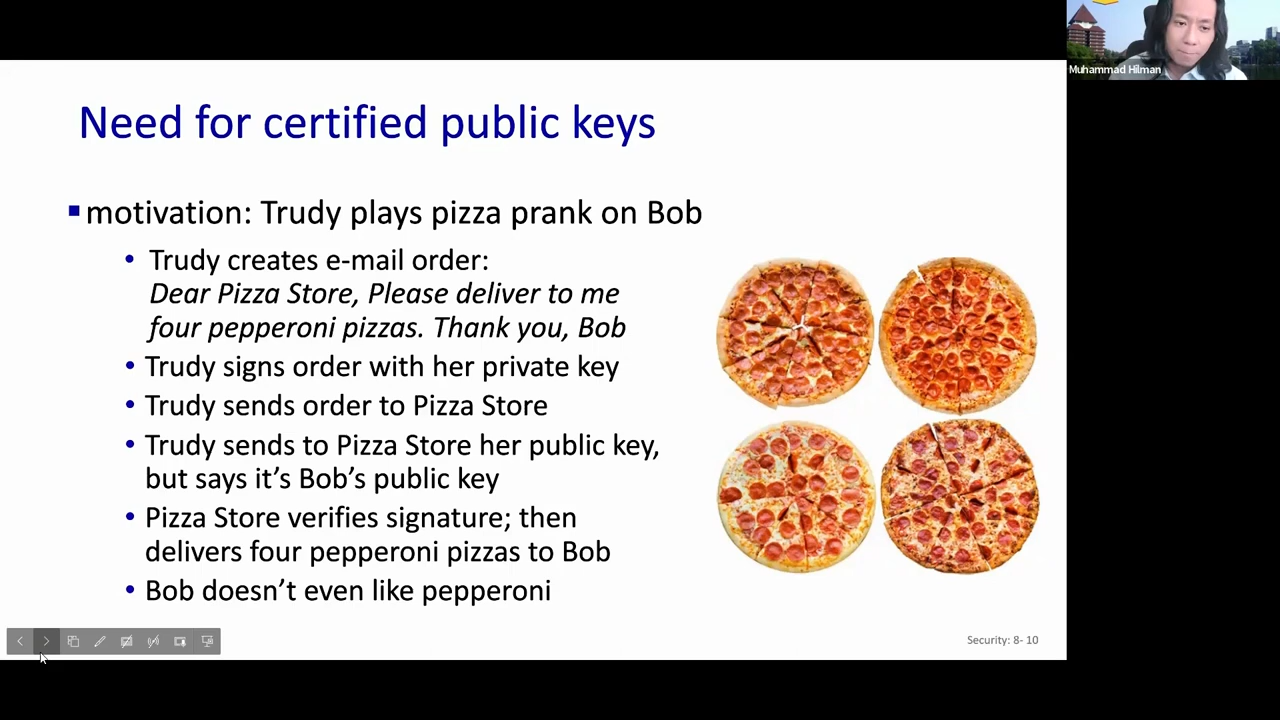 Muhammad Hilman
Need for certified public keys
motivation: Trudy plays pizza prank on Bob
• Trudy creates e-mail order:
Dear Pizza Store, Please deliver to me
four pepperoni pizzas. Thank you, Bob
• Trudy signs order with her private key
• Trudy sends order to Pizza Store
• Trudy sends to Pizza Store her public key,
but says it’s Bob’s public key
• Pizza Store verifies signature; then
delivers four pepperoni pizzas to Bob
• Bob doesn’t even like pepperoni
Security: 8- 10